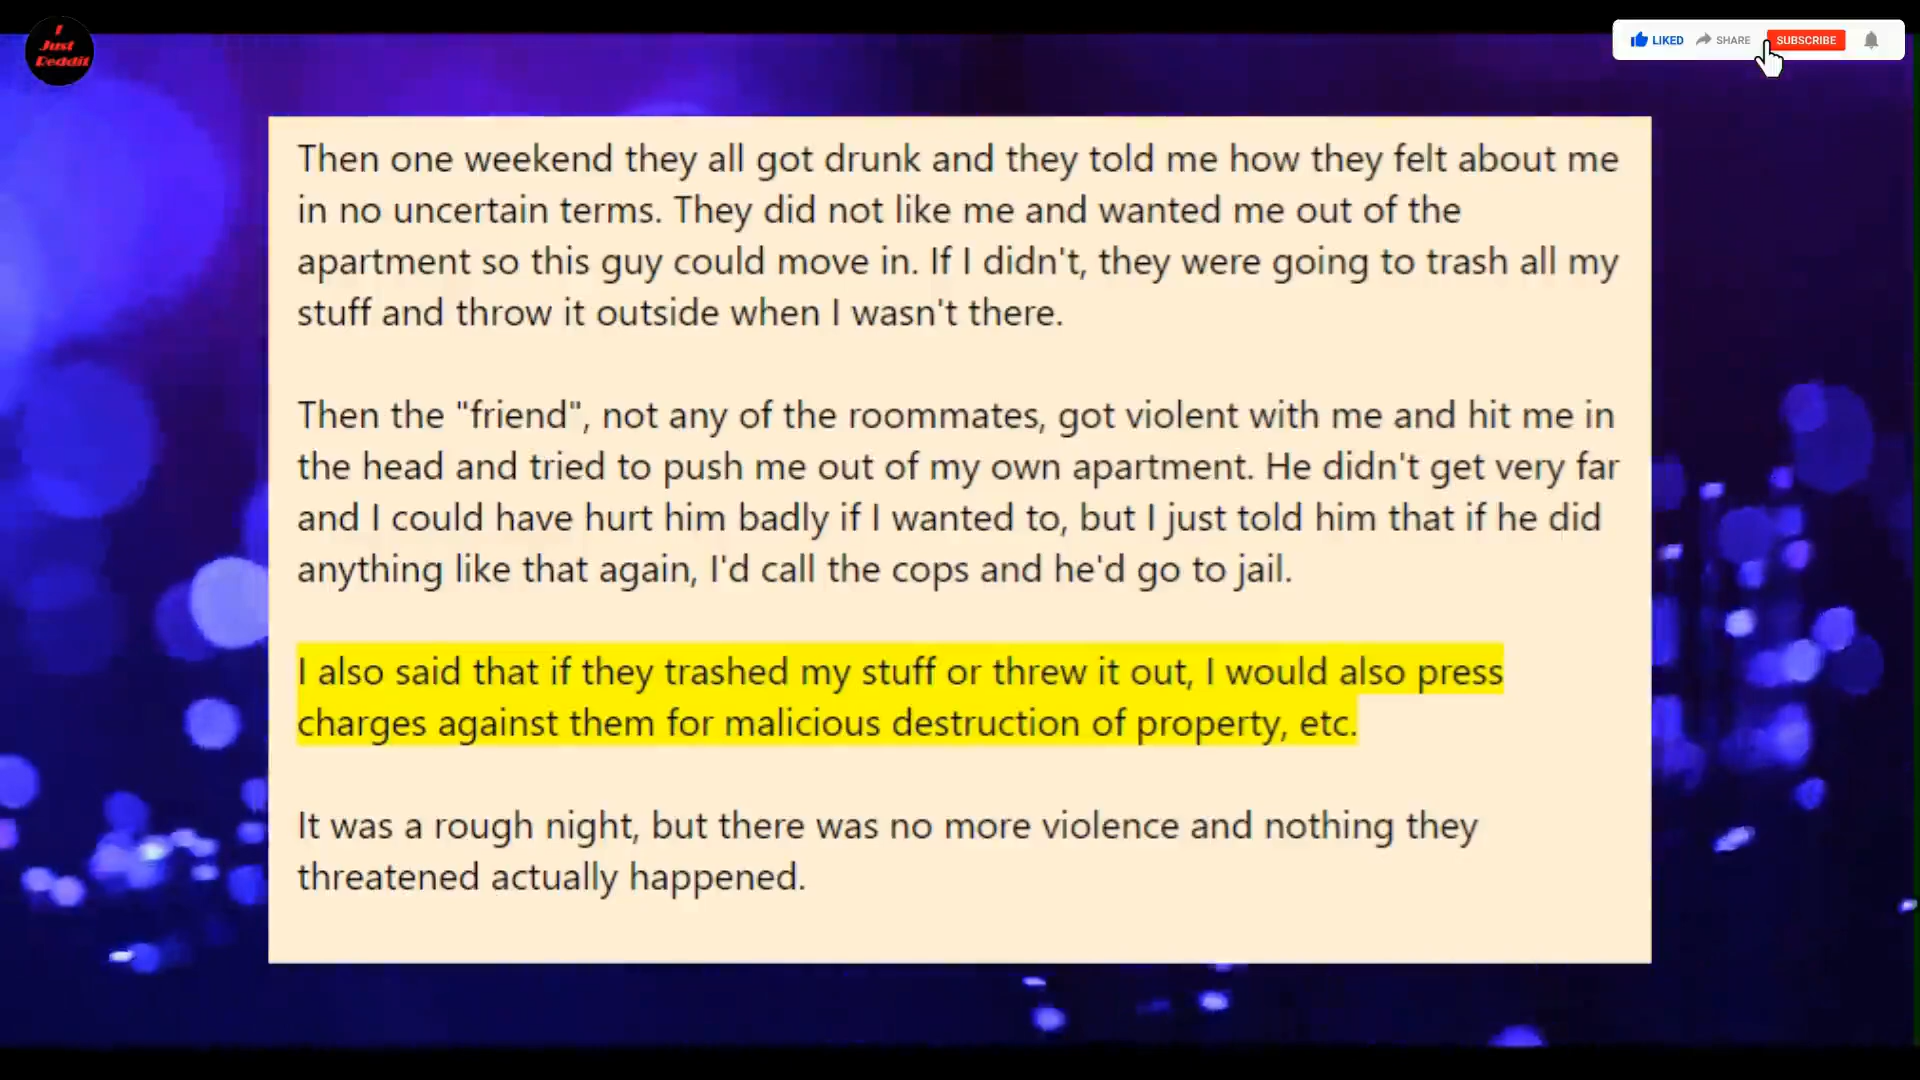 I
Just
Reddit
LIKED SHARE SUBSCRIBE
Then one weekend they all got drunk and they told me how they felt about me
in no uncertain terms. They did not like me and wanted me out of the
apartment so this guy could move in. If I didn't, they were going to trash all my
stuff and throw it outside when I wasn't there.
Then the "friend", not any of the roommates, got violent with me and hit me in
the head and tried to push me out of my own apartment. He didn't get very far
and I could have hurt him badly if I wanted to, but I just told him that if he did
anything like that again, I'd call the cops and he'd go to jail.
I also said that if they trashed my stuff or threw it out, I would also press
charges against them for malicious destruction of property, etc.
It was a rough night, but there was no more violence and nothing they
threatened actually happened.